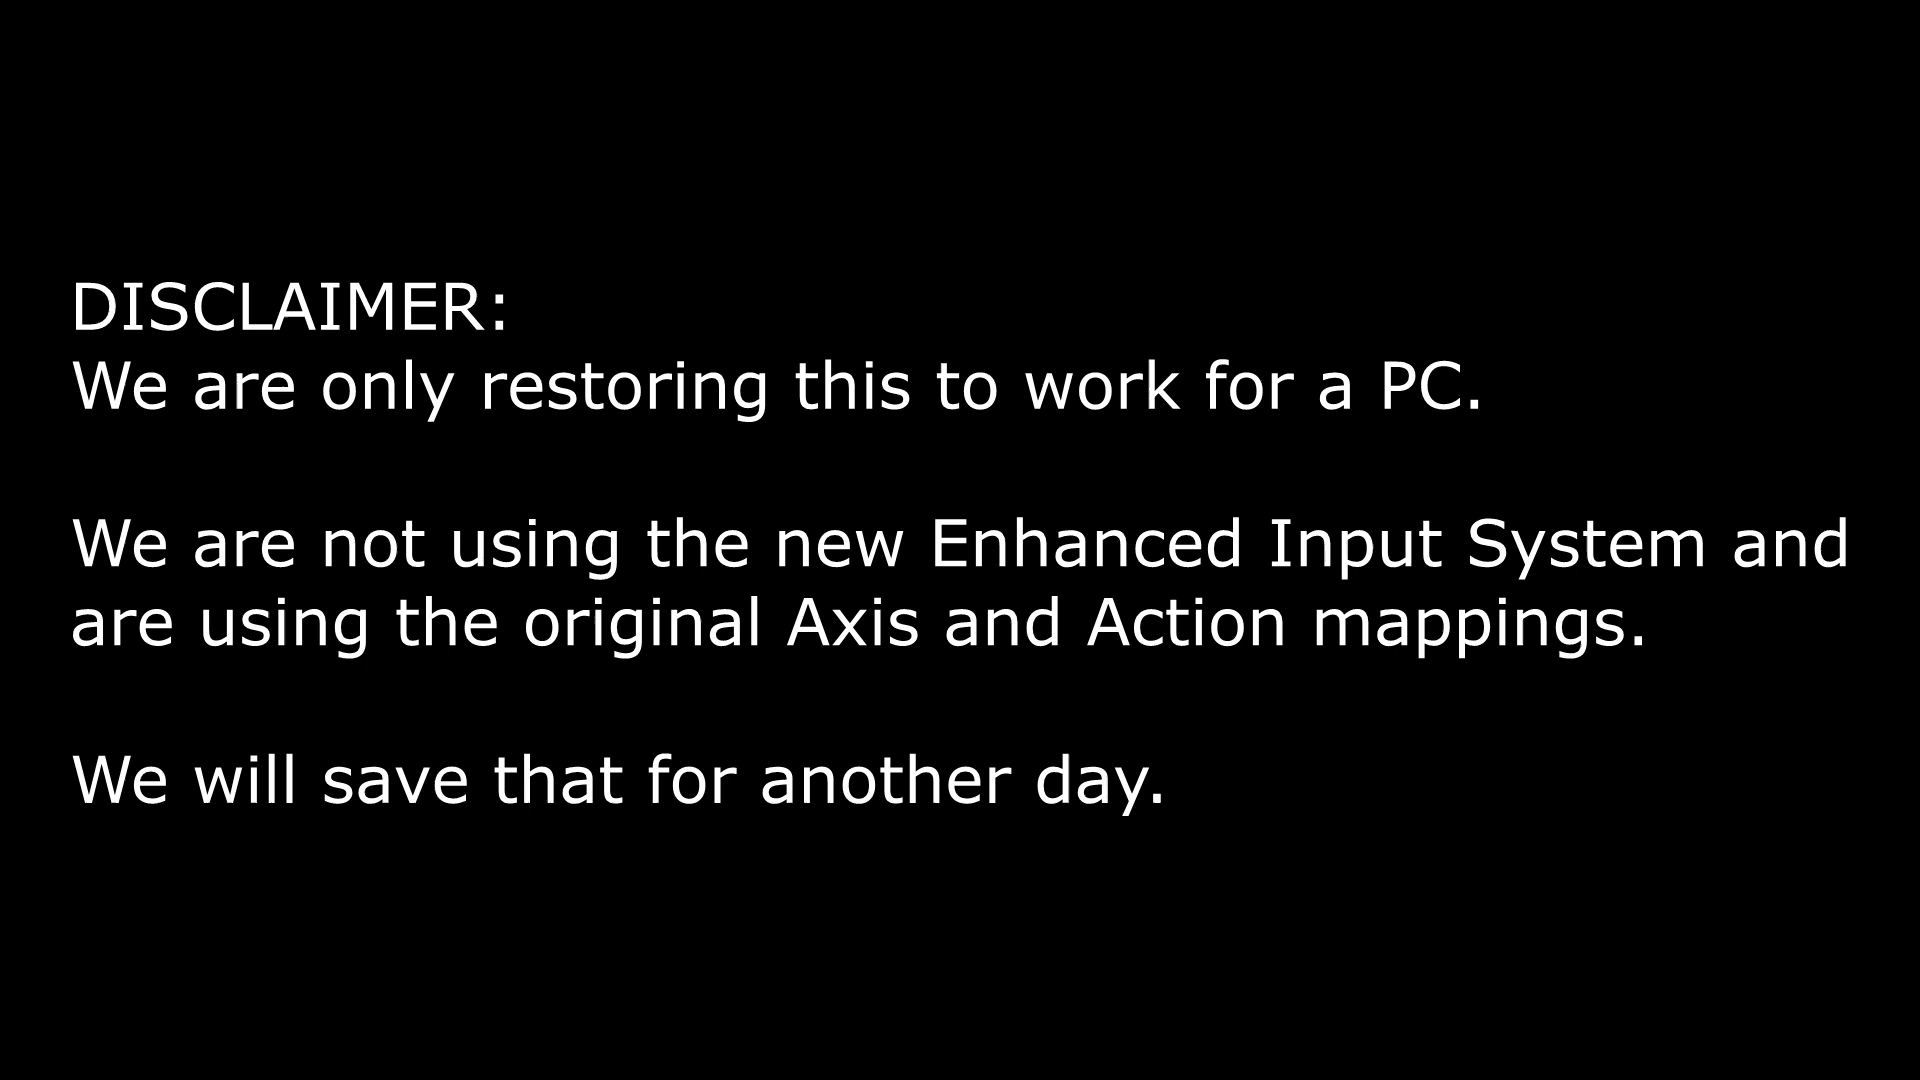 DISCLAIMER:
We are only restoring this to work for a PC.
We are not using the new Enhanced Input System and
are using the original Axis and Action mappings.
We will save that for another day.